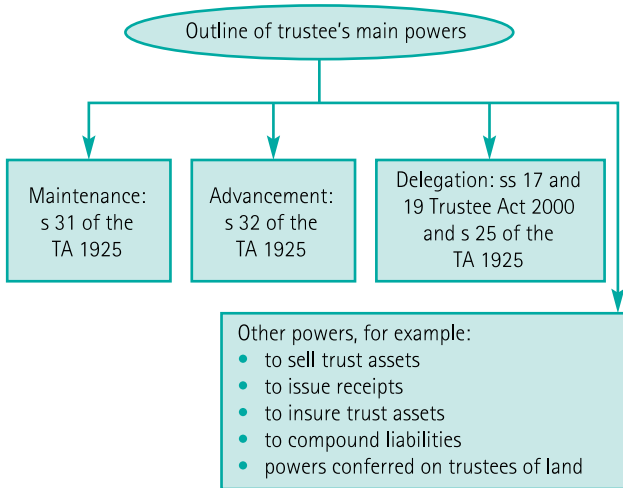 Outline of trustee's main powers
Maintenance:
s 31 of the
TA 1925
Advancement:
s 32 of the
TA 1925
Delegation: ss 17 and
19 Trustee Act 2000
and s 25 of the
TA 1925
Other powers, for example:
• to sell trust assets
• to issue receipts
• to insure trust assets
• to compound liabilities
• powers conferred on trustees of land